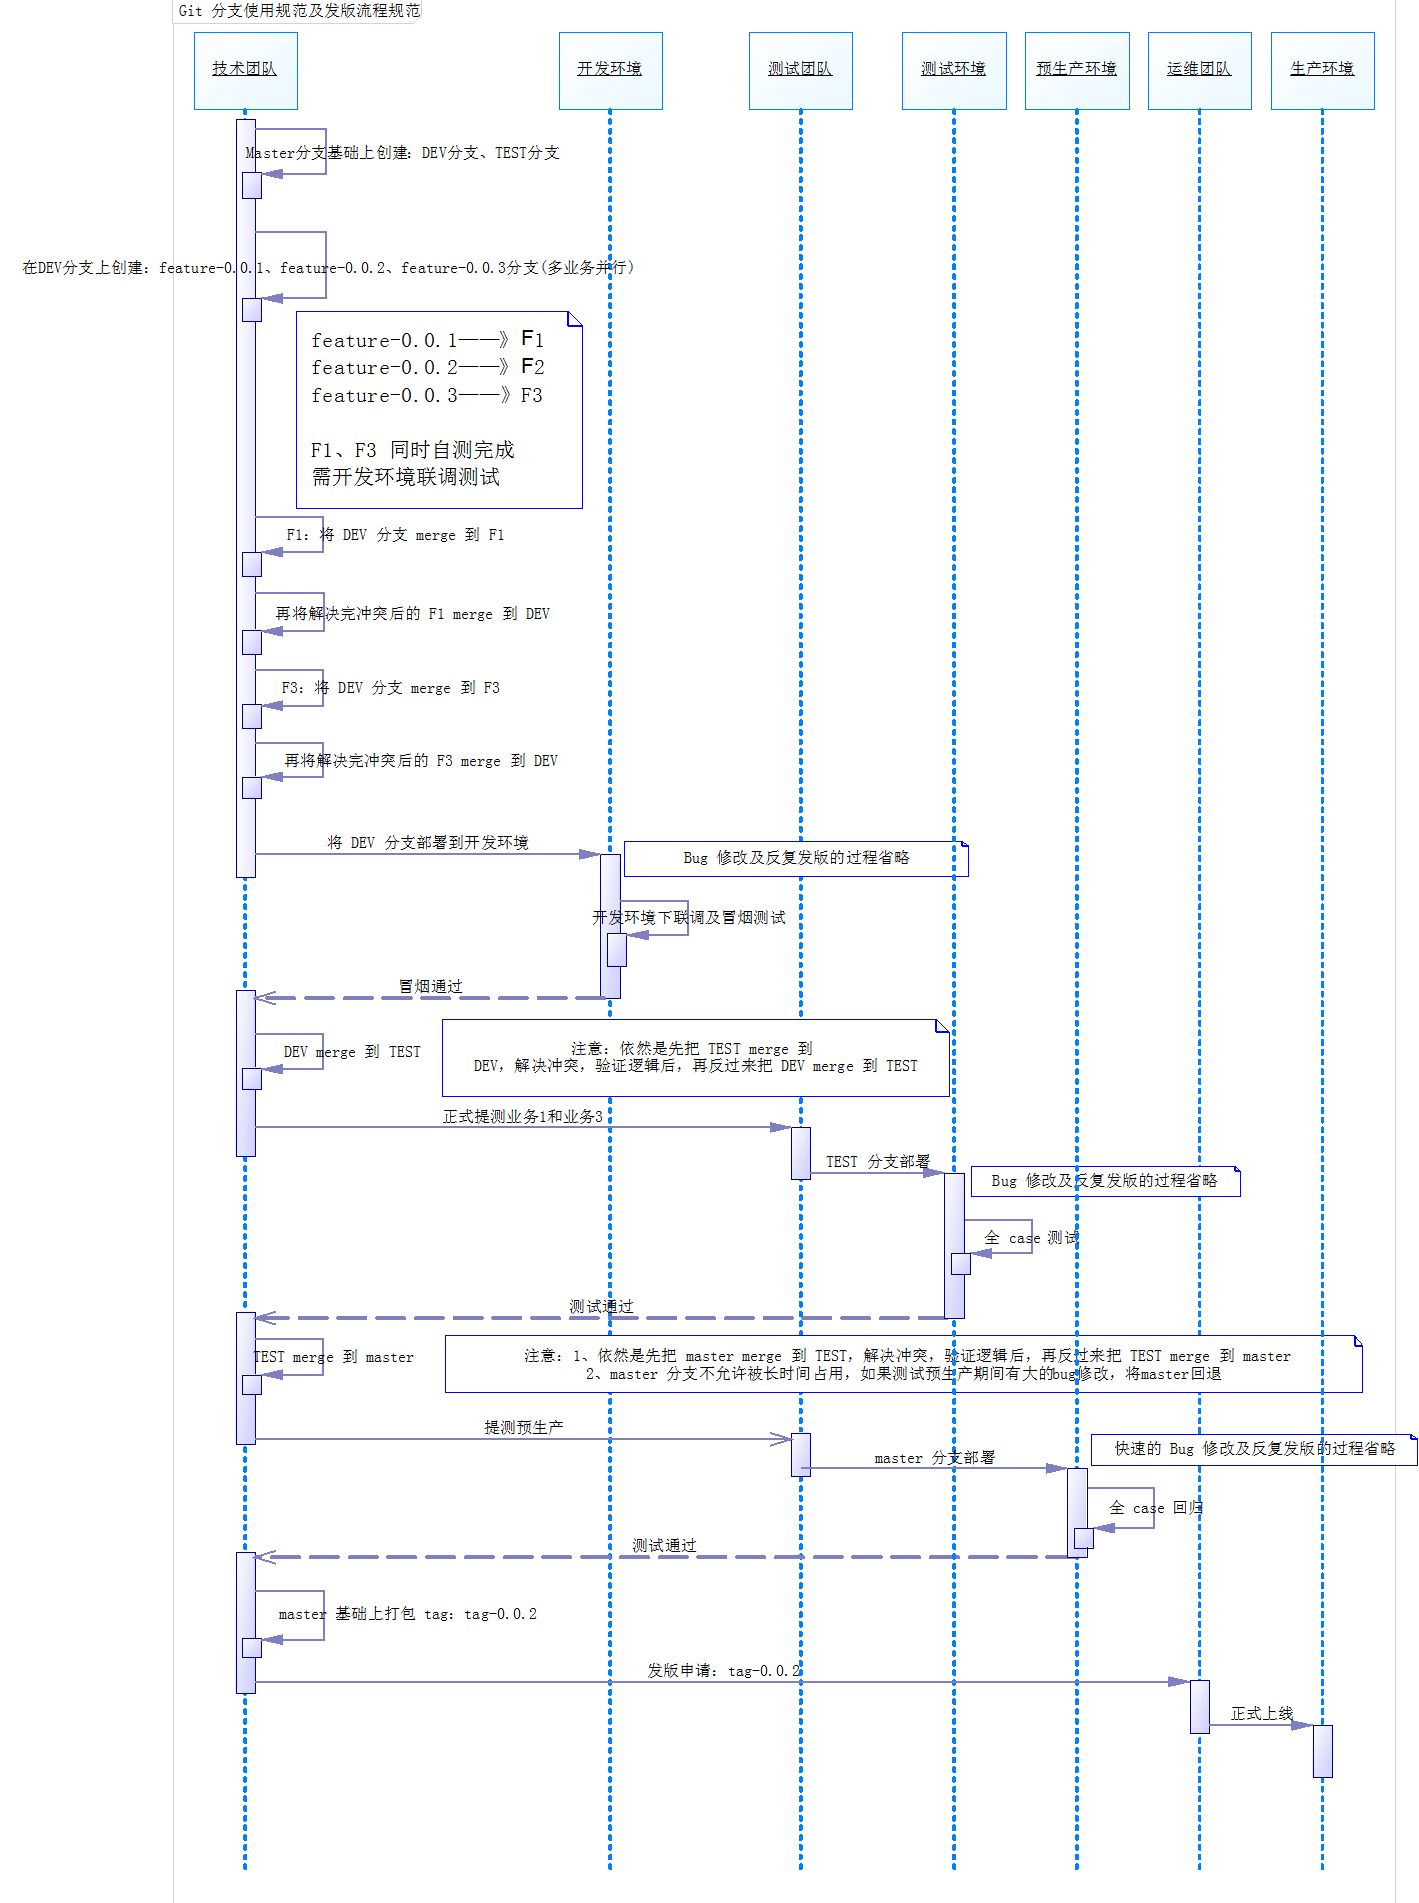 Git 分支使用规范及发版流程规范
技术团队
开发环境
测试团队
测试环境
预生产环境
运维团队
生产环境
Master分支基础上创建：DEV分支、TEST分支
在DEV分支上创建：feature-0.0.1、feature-0.0.2、feature-0.0.3分支(多业务并行)
feature-0.0.1——》F1
feature-0.0.2——》F2
feature-0.0.3——》F3
F1、F3 同时自测完成
需开发环境联调测试
F1：将 DEV 分支 merge 到 F1
再将解决完冲突后的 F1 merge 到 DEV
F3：将 DEV 分支 merge 到 F3
再将解决完冲突后的 F3 merge 到 DEV
将 DEV 分支部署到开发环境
Bug 修改及反复发版的过程省略
开发环境下联调及冒烟测试
冒烟通过
DEV merge 到 TEST
注意：依然是先把 TEST merge 到
DEV，解决冲突，验证逻辑后，再反过来把 DEV merge 到 TEST
正式提测业务1和业务3
TEST 分支部署
Bug 修改及反复发版的过程省略
全 case 测试
测试通过
TEST merge 到 master
注意：1、依然是先把 master merge 到 TEST，解决冲突，验证逻辑后，再反过来把 TEST merge 到 master
2、master 分支不允许被长时间占用，如果测试预生产期间有大的bug修改，将master回退
提测预生产
快速的 Bug 修改及反复发版的过程省略
master 分支部署
全 case 回归
测试通过
master 基础上打包 tag：tag-0.0.2
发版申请：tag-0.0.2
正式上线